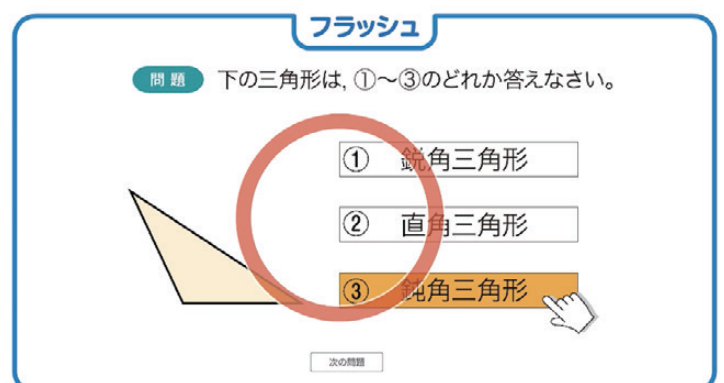 フラッシュ
問題 下の三角形は,①~③のどれか答えなさい。
① 鋭角三角形
② 直角三角形
③ 鈍角三角形
次の問題